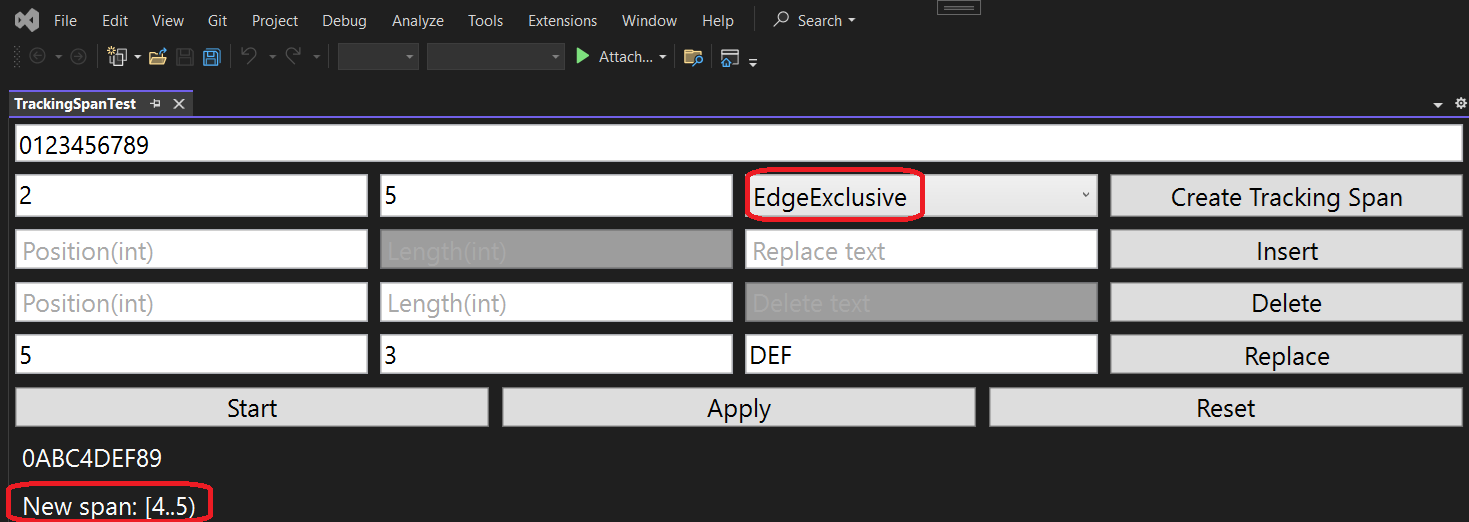 File Edit View Git Project Debug Analyze Tools Extensions Window Help Search
Attach...
TrackingSpanTest
0123456789
2 5 EdgeExclusive Create Tracking Span
Position(int) Length(int) Replace text Insert
Position(int) Length(int) Delete text Delete
5 3 DEF Replace
Start Apply Reset
0ABC4DEF89
New span: [4..5)